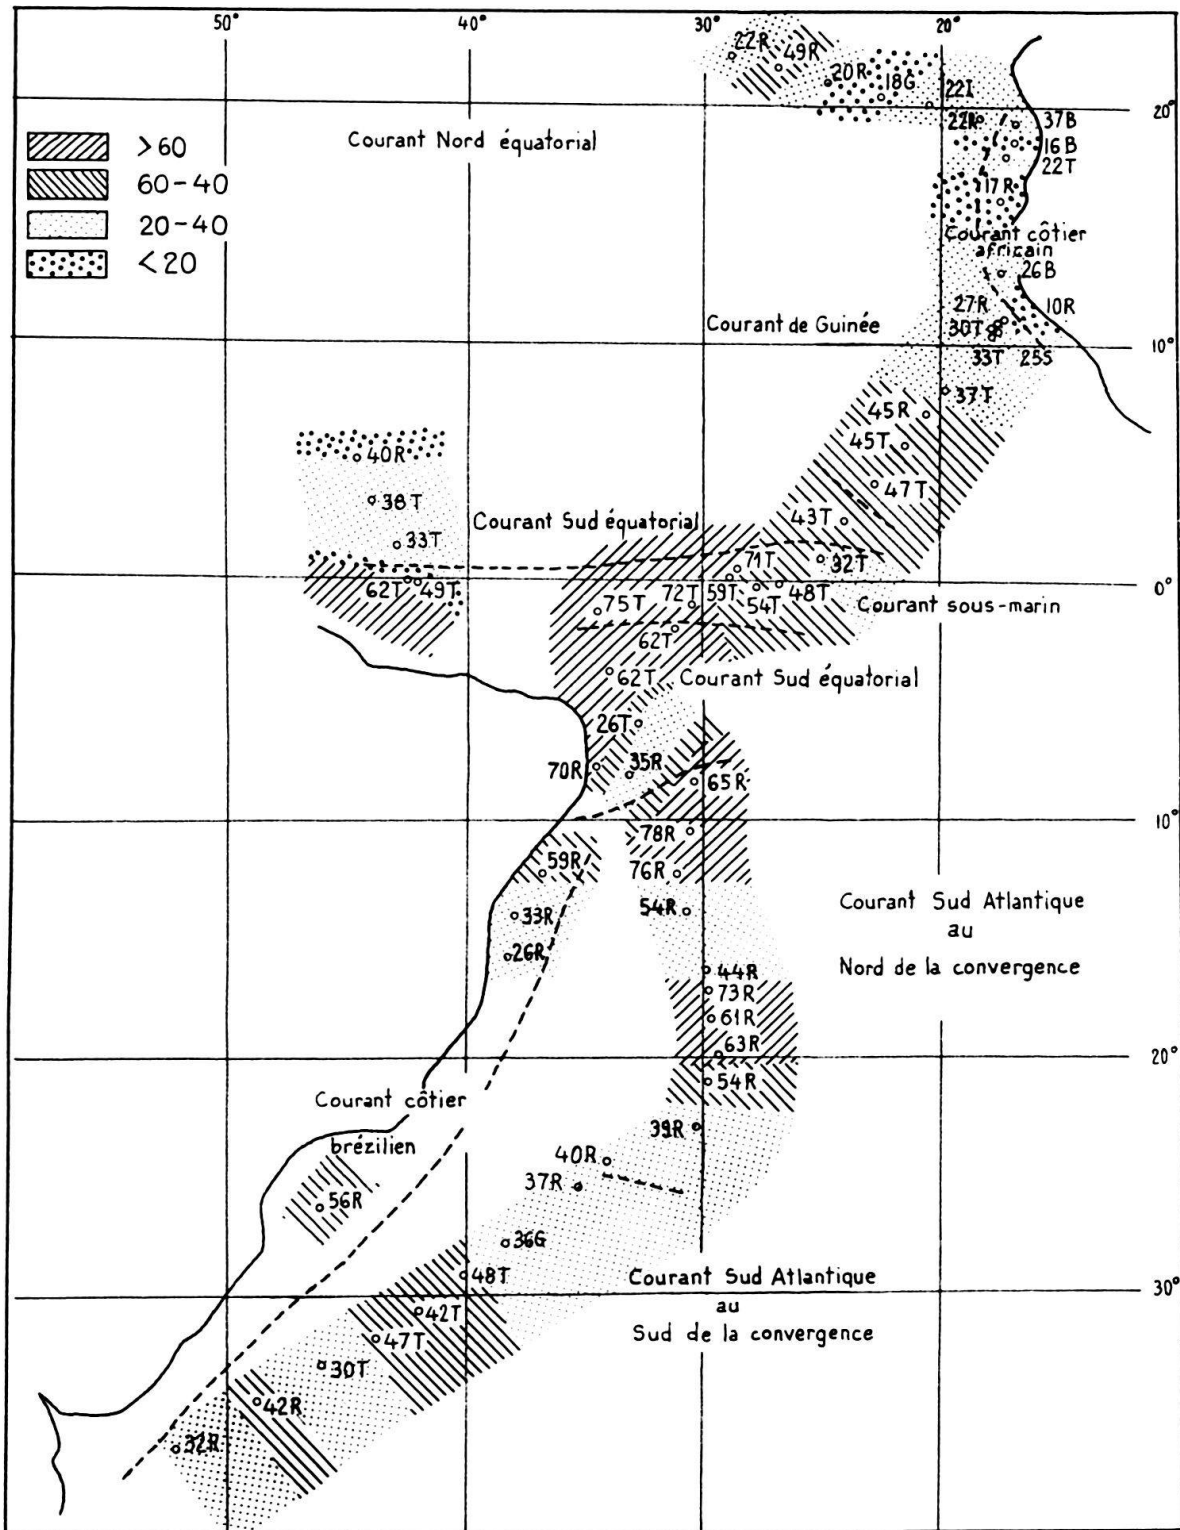 50°
40°
30°
20°
22R
49R
20R
18G
22I
20°
37B
22R
16B
22T
Courant Nord équatorial
>60
60-40
20-40
<20
17R
Courant côtier
africain
26B
27R
10R
Courant de Guinée
30T
33T
25S
10°
37T
45R
45T
47T
40R
38T
33T
43T
Courant Sud équatorial
71T
32T
62T
49T
75T
72T
59T
54T
48T
0°
Courant sous-marin
62T
62T
Courant Sud équatorial
26T
70R
35R
65R
10°
78R
59R
76R
54R
33R
26R
Courant Sud Atlantique
au
Nord de la convergence
44R
73R
61R
63R
20°
54R
Courant côtier
brézilien
39R
40R
37R
56R
36G
48T
Courant Sud Atlantique
au
Sud de la convergence
30°
42T
47T
30T
42R
32R